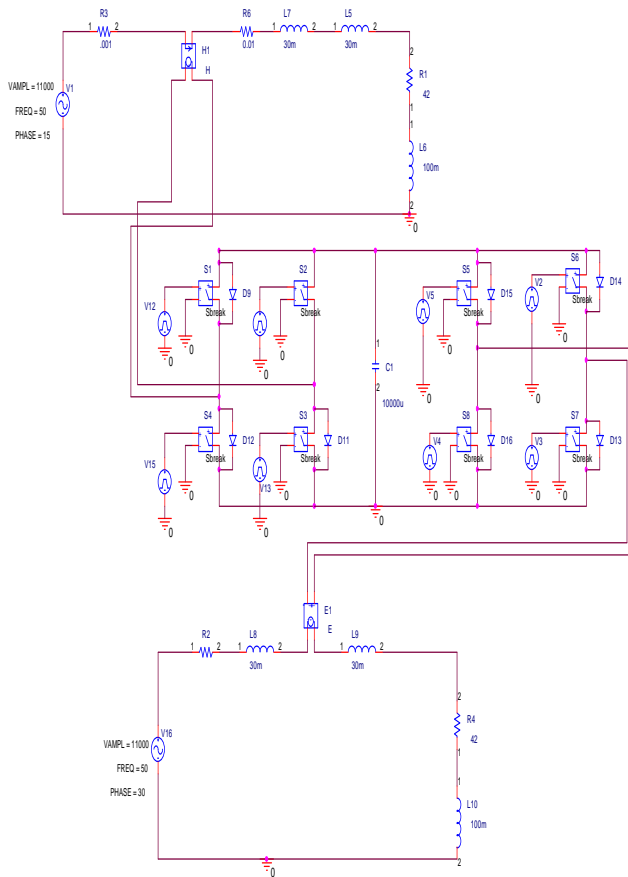 R3
R6
L7
L5
1
2
1
2
1
2
1
2
.001
H1
0.01
30m
30m
H
2
R1
VAMPL = 11000
V1
42
FREQ = 50
1
1
PHASE = 15
L6
100m
2
0
S1
S2
S5
S6
D9
V5
D15
V2
D14
V12
Sbreak
Sbreak
Sbreak
Sbreak
1
0
0
0
0
C1
0
0
0
2
10000u
S4
S3
S8
S7
V15
D12
D11
V4
D16
V3
D13
Sbreak
Sbreak
Sbreak
Sbreak
V13
0
0
0
0
0
0
0
0
0
E1
R2
L8
E
L9
1
2
1
2
1
2
30m
30m
2
R4
VAMPL = 11000
V16
42
1
FREQ = 50
1
PHASE = 30
L10
100m
2
0